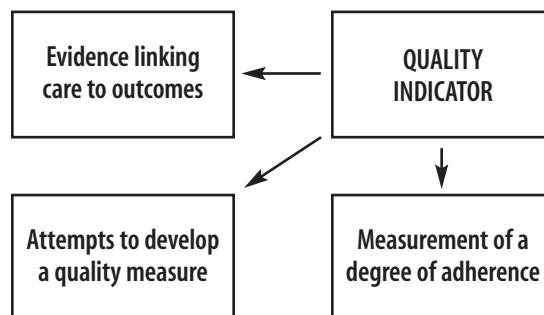 Evidence linking
care to outcomes
QUALITY
INDICATOR
Attempts to develop
a quality measure
Measurement of a
degree of adherence